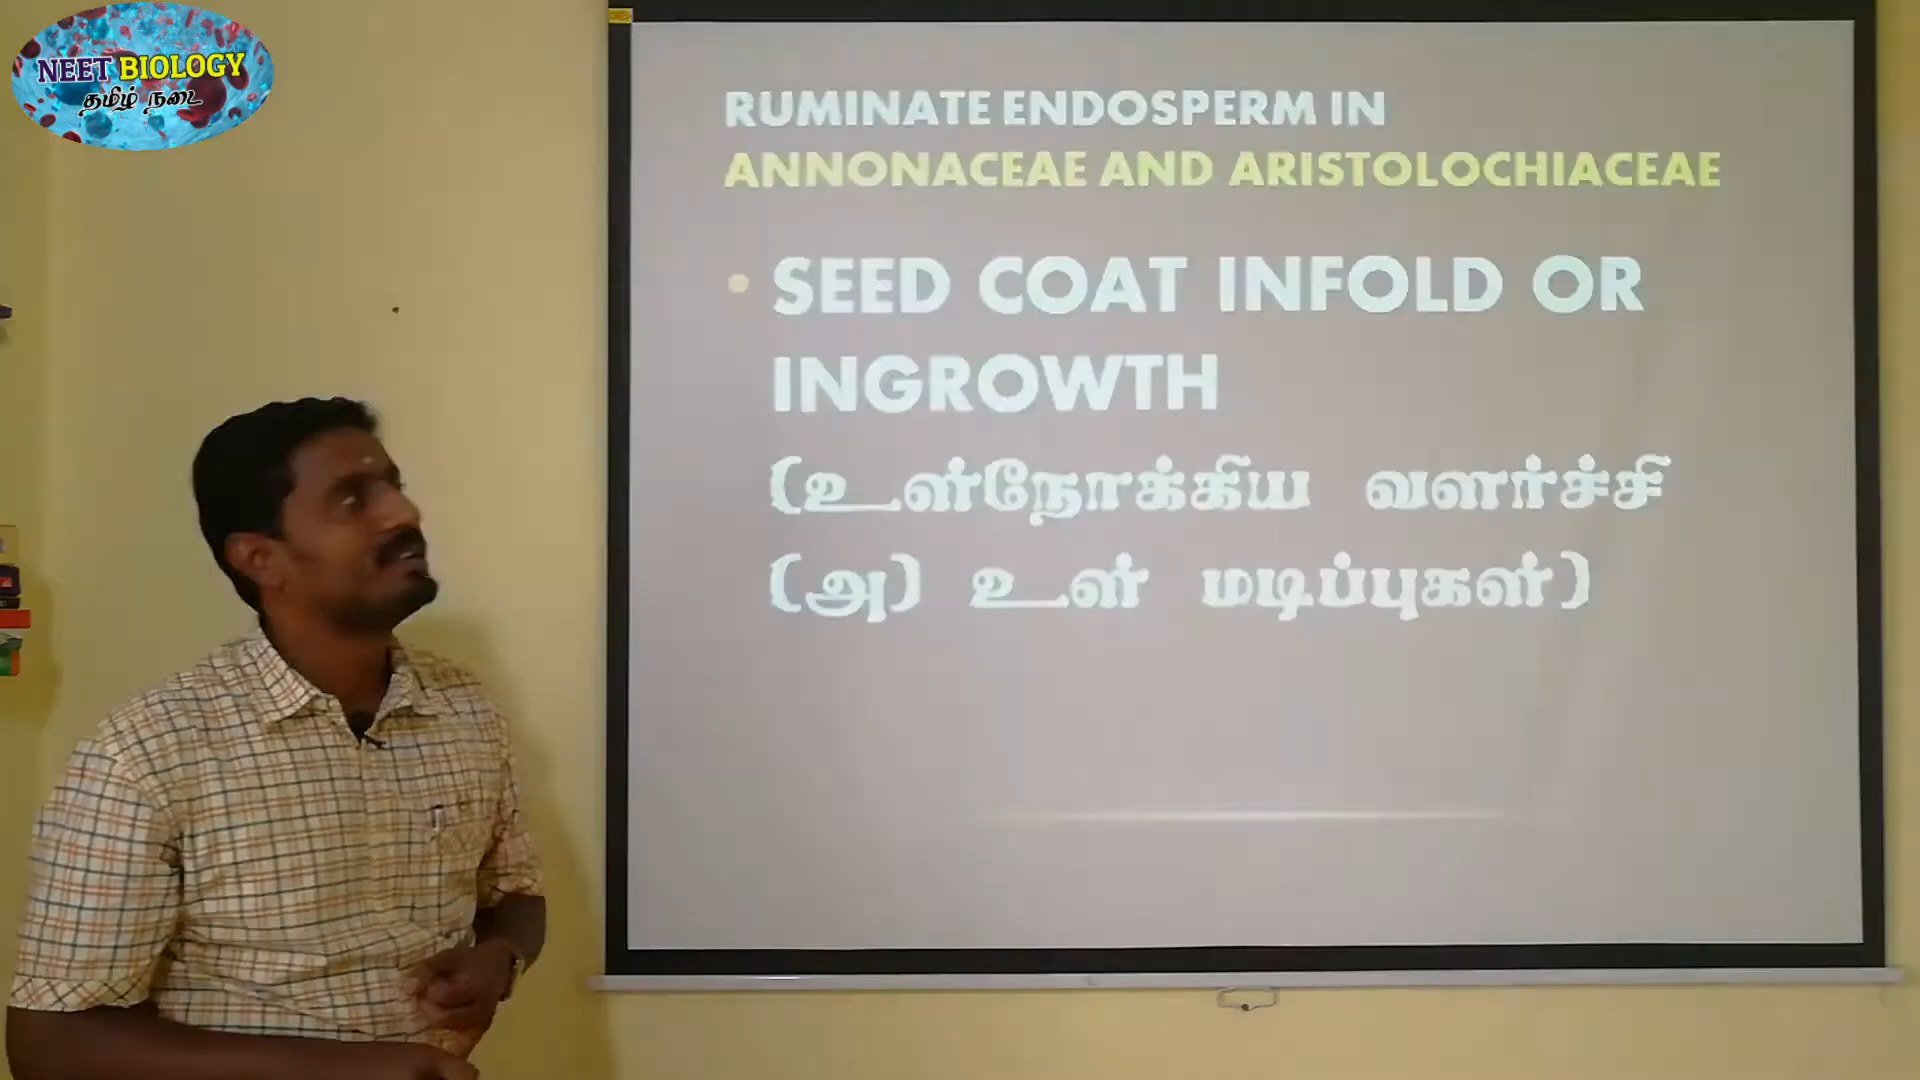 NEET BIOLOGY
தமிழ் நடை
RUMINATE ENDOSPERM IN
ANNONACEAE AND ARISTOLOCHIACEAE
• SEED COAT INFOLD OR
INGROWTH
(உள்நோக்கிய வளர்ச்சி
(அ) உள் மடிப்புகள்)